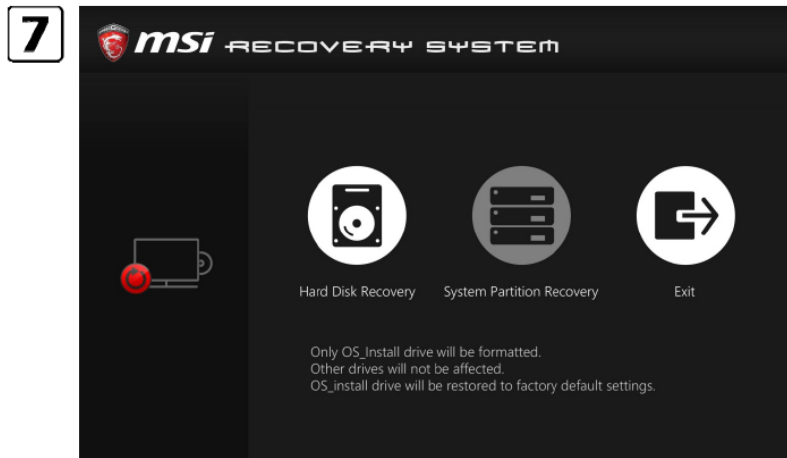 7
msi RECOVERY SYSTEM
Hard Disk Recovery System Partition Recovery Exit
Only OS_Install drive will be formatted.
Other drives will not be affected.
OS_install drive will be restored to factory default settings.